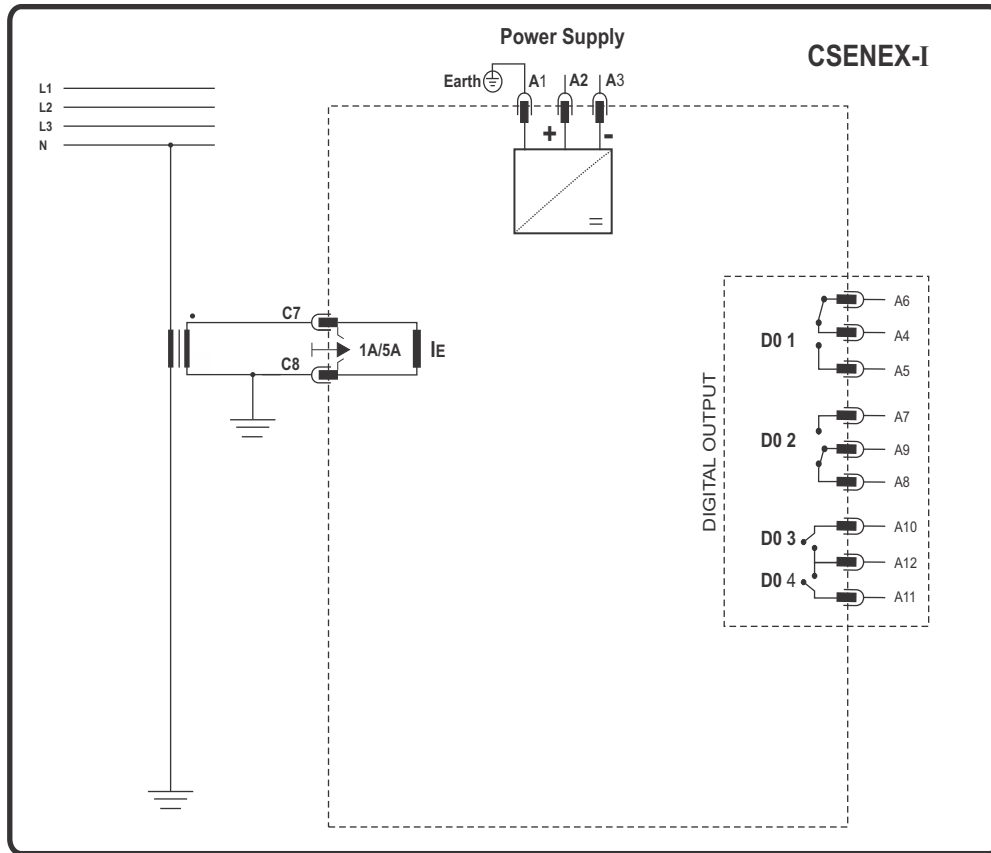 Power Supply
CSENEX-I
Earth A1 A2 A3
+ -
L1
L2
L3
N
C7
1A/5A IE
C8
DIGITAL OUTPUT
D0 1
A6
A4
A5
D0 2
A7
A9
A8
D0 3
D0 4
A10
A12
A11